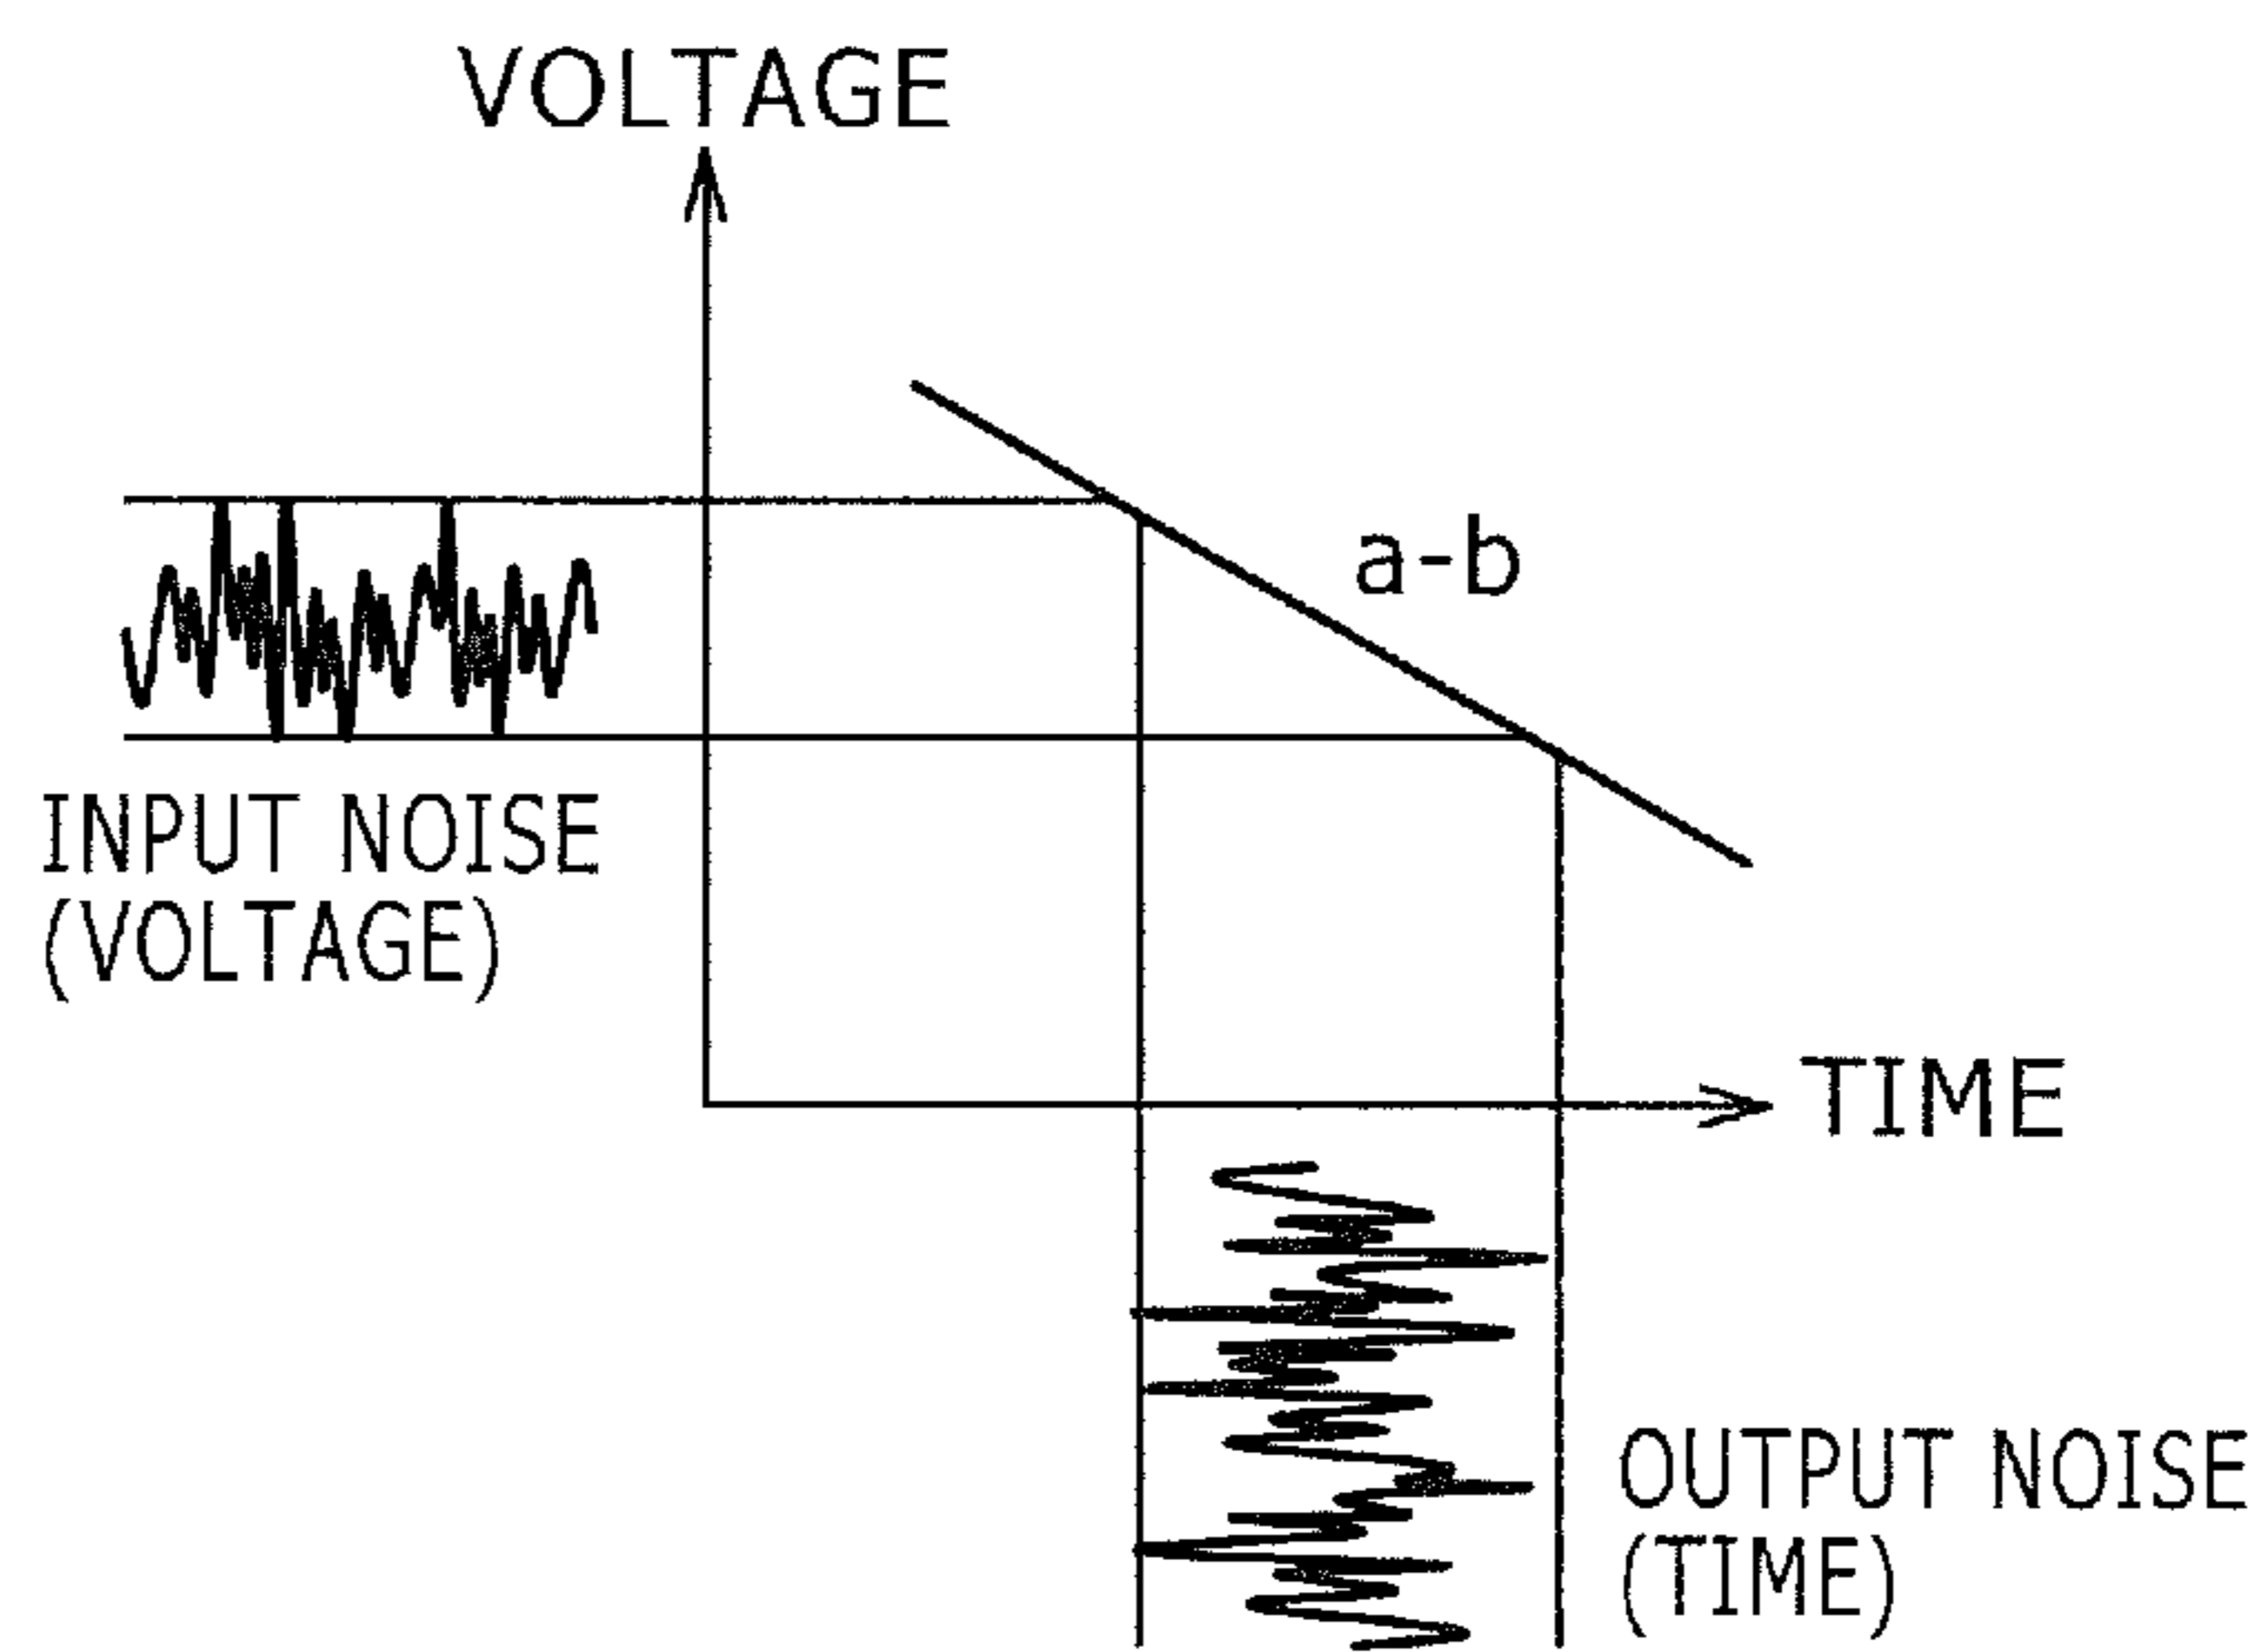 VOLTAGE
a-b
INPUT NOISE
(VOLTAGE)
TIME
OUTPUT NOISE
(TIME)